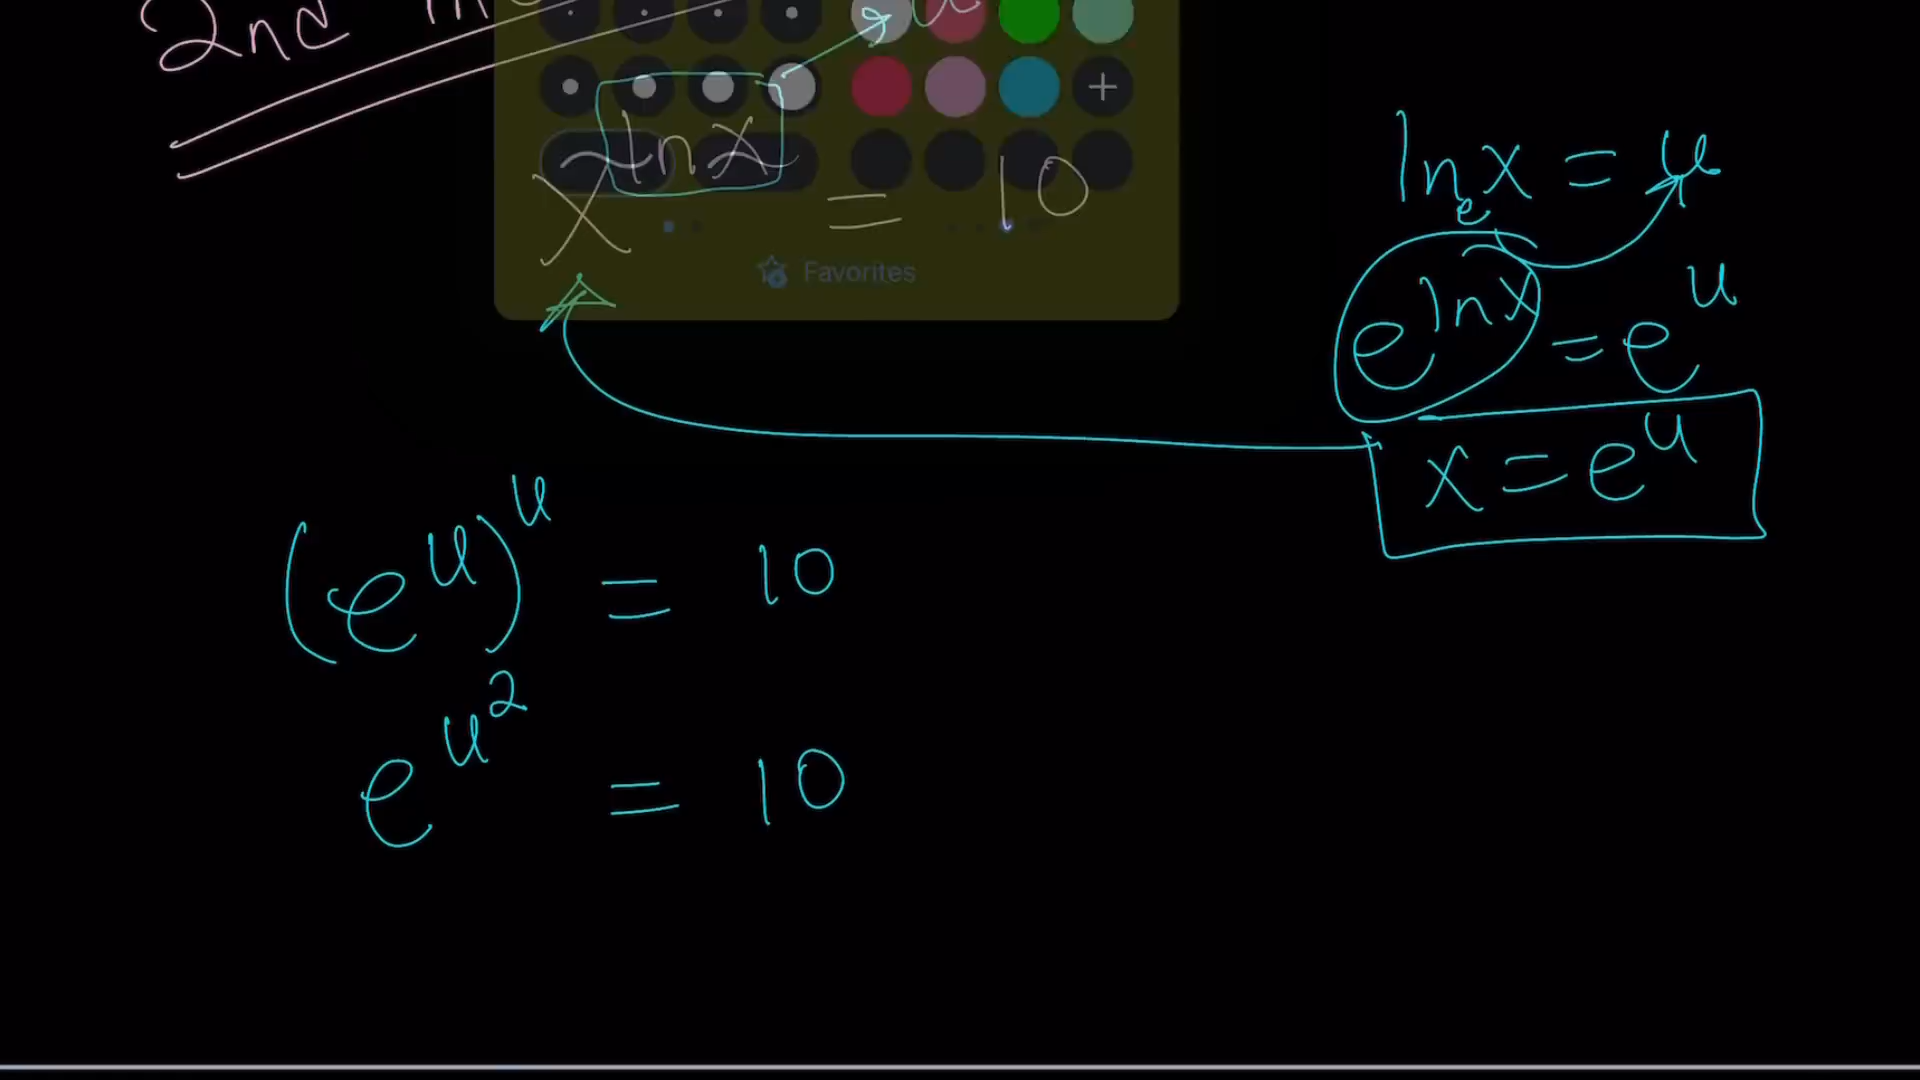 2nd
x^{ln x} = 10
Favorites
ln_e x = u
e^{ln x} = e^u
x = e^u
(e^u)^u = 10
e^{u^2} = 10